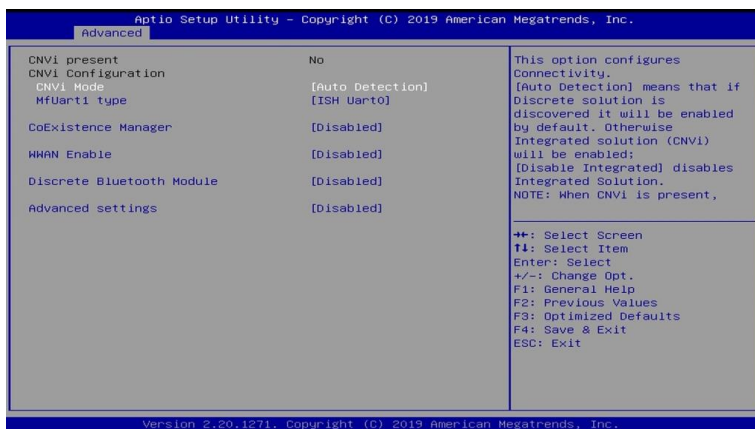 Aptio Setup Utility – Copyright (C) 2019 American Megatrends, Inc.
Advanced
CNVi present No
CNVi Configuration
CNVi Mode [Auto Detection]
MfUart1 type [ISH Uart0]
CoExistence Manager [Disabled]
WWAN Enable [Disabled]
Discrete Bluetooth Module [Disabled]
Advanced settings [Disabled]
This option configures
Connectivity.
[Auto Detection] means that if
Discrete solution is
discovered it will be enabled
by default. Otherwise
Integrated solution (CNVi)
will be enabled;
[Disable Integrated] disables
Integrated Solution.
NOTE: When CNVi is present,
→←: Select Screen
↑↓: Select Item
Enter: Select
+/-: Change Opt.
F1: General Help
F2: Previous Values
F3: Optimized Defaults
F4: Save & Exit
ESC: Exit
Version 2.20.1271. Copyright (C) 2019 American Megatrends, Inc.